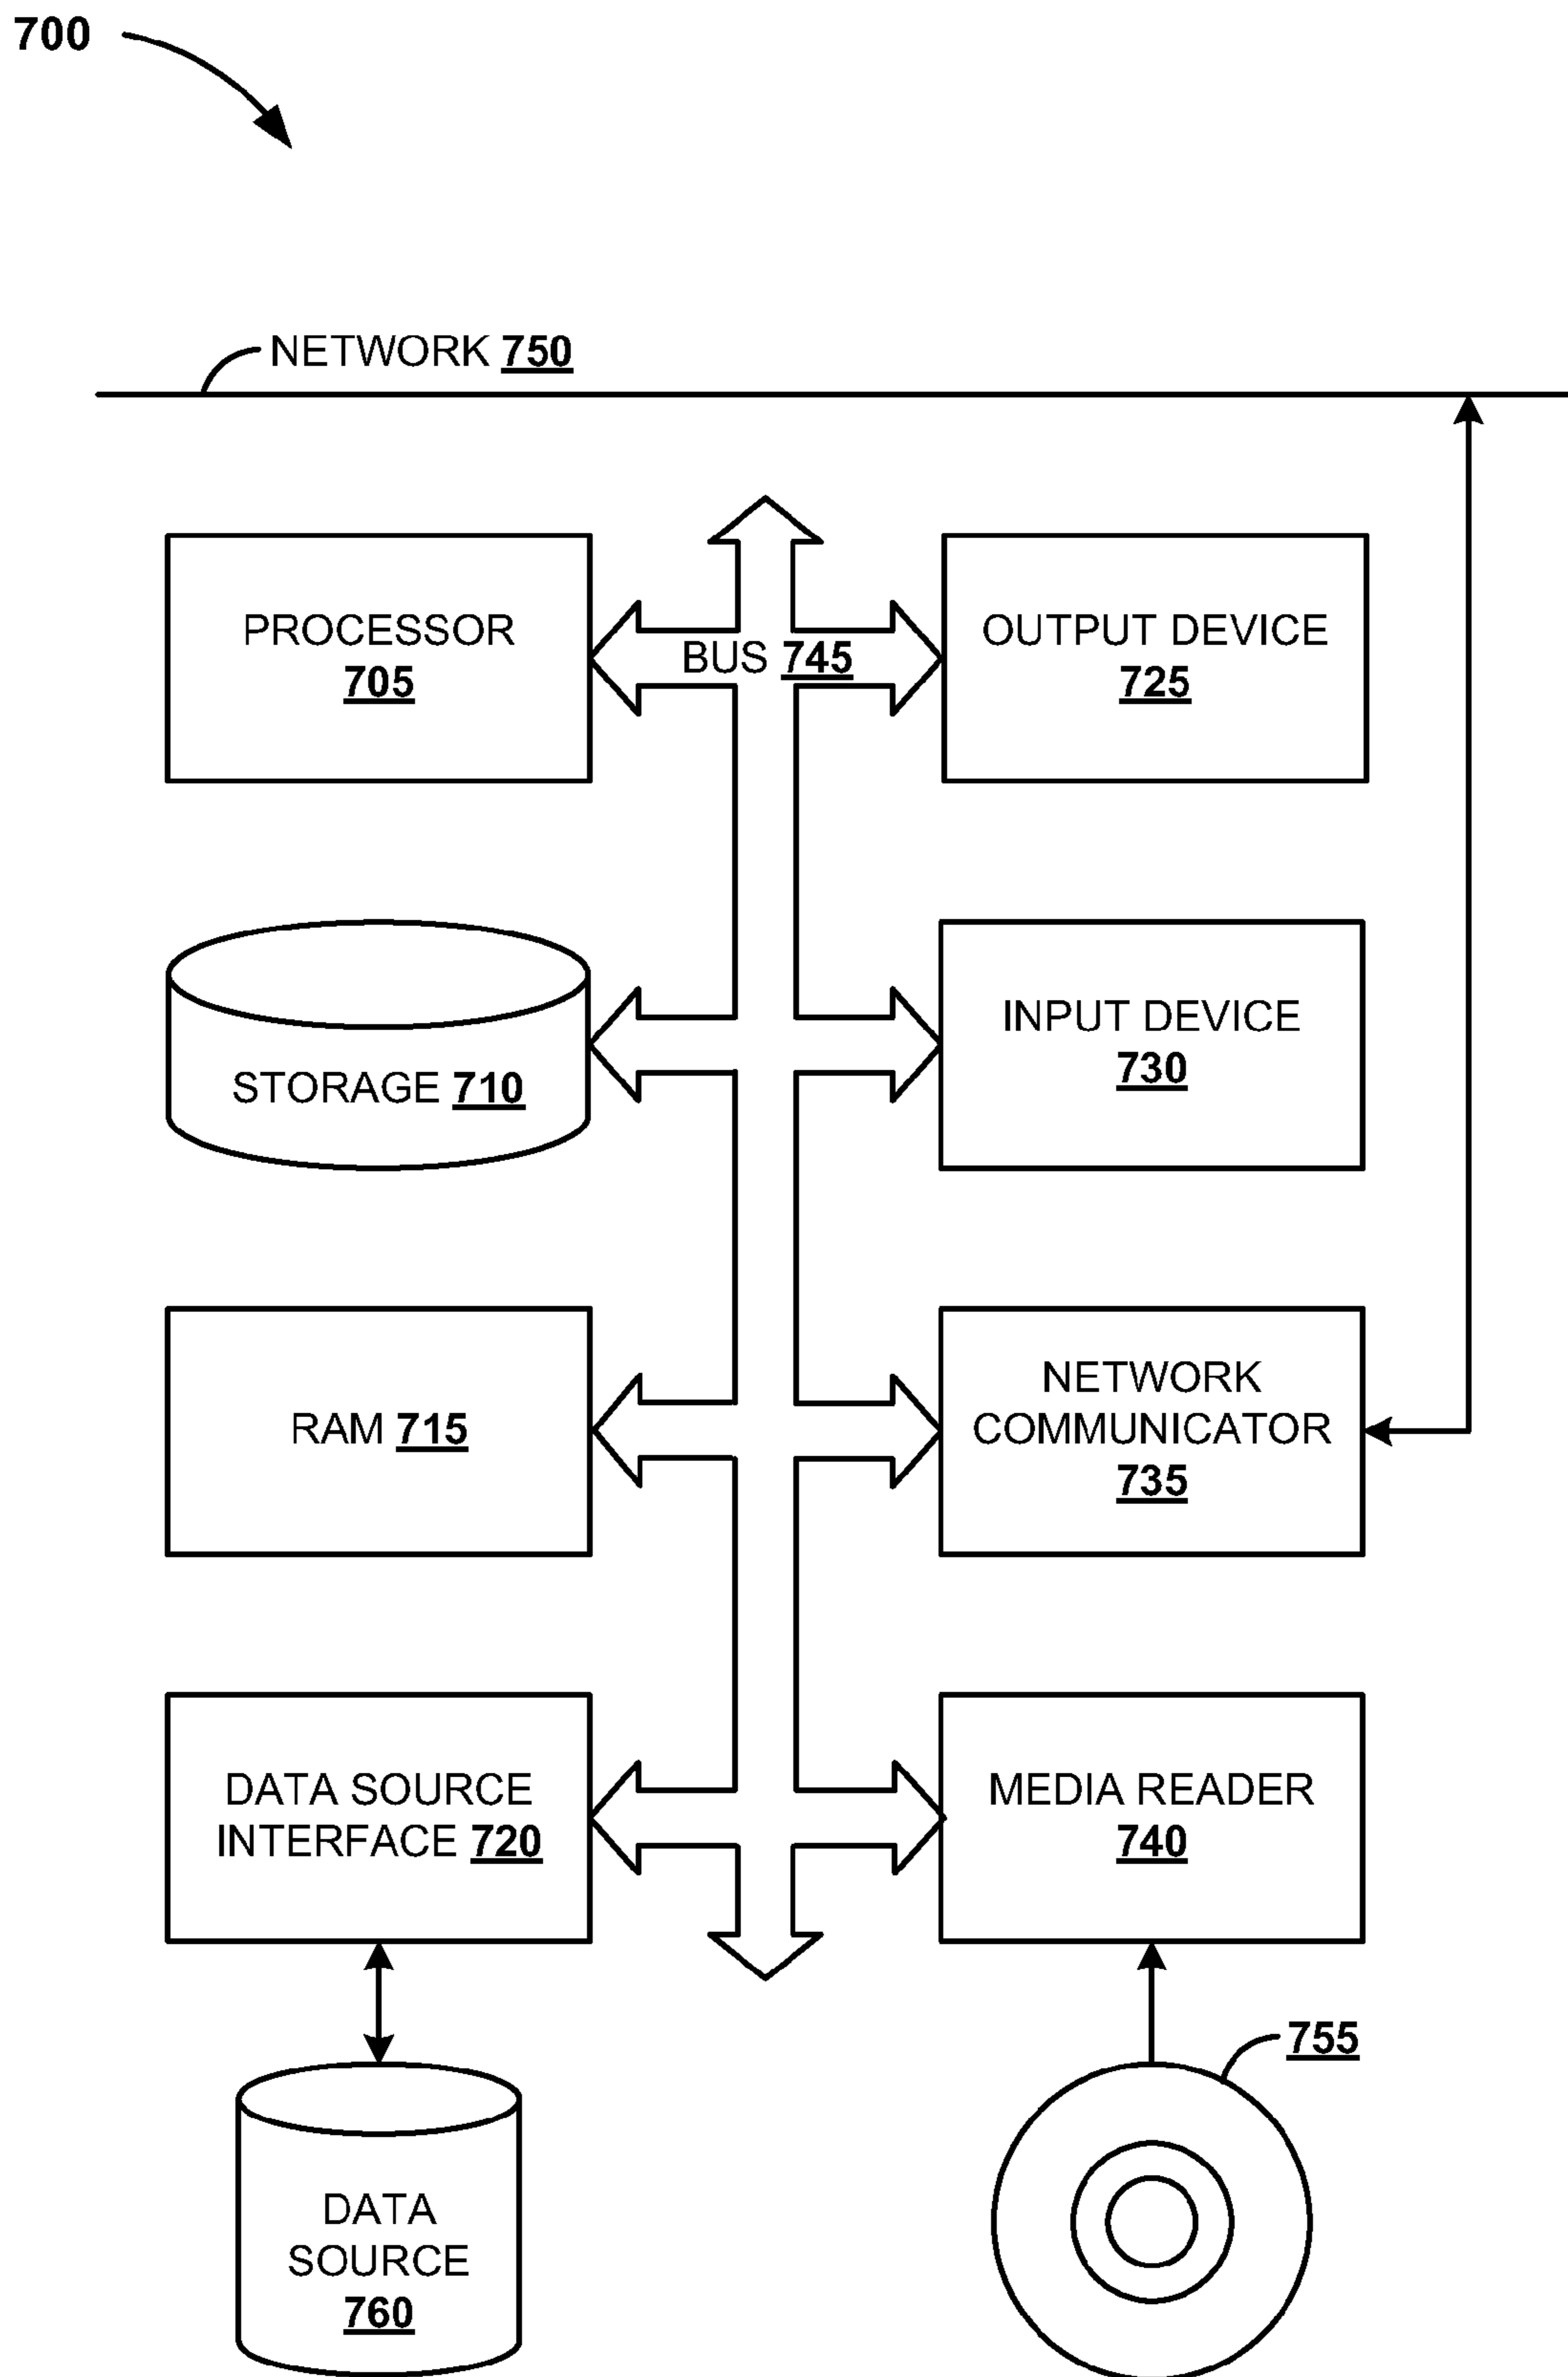 700
NETWORK 750
PROCESSOR
705
BUS 745
OUTPUT DEVICE
725
STORAGE 710
INPUT DEVICE
730
RAM 715
NETWORK
COMMUNICATOR
735
DATA SOURCE
INTERFACE 720
MEDIA READER
740
755
DATA
SOURCE
760